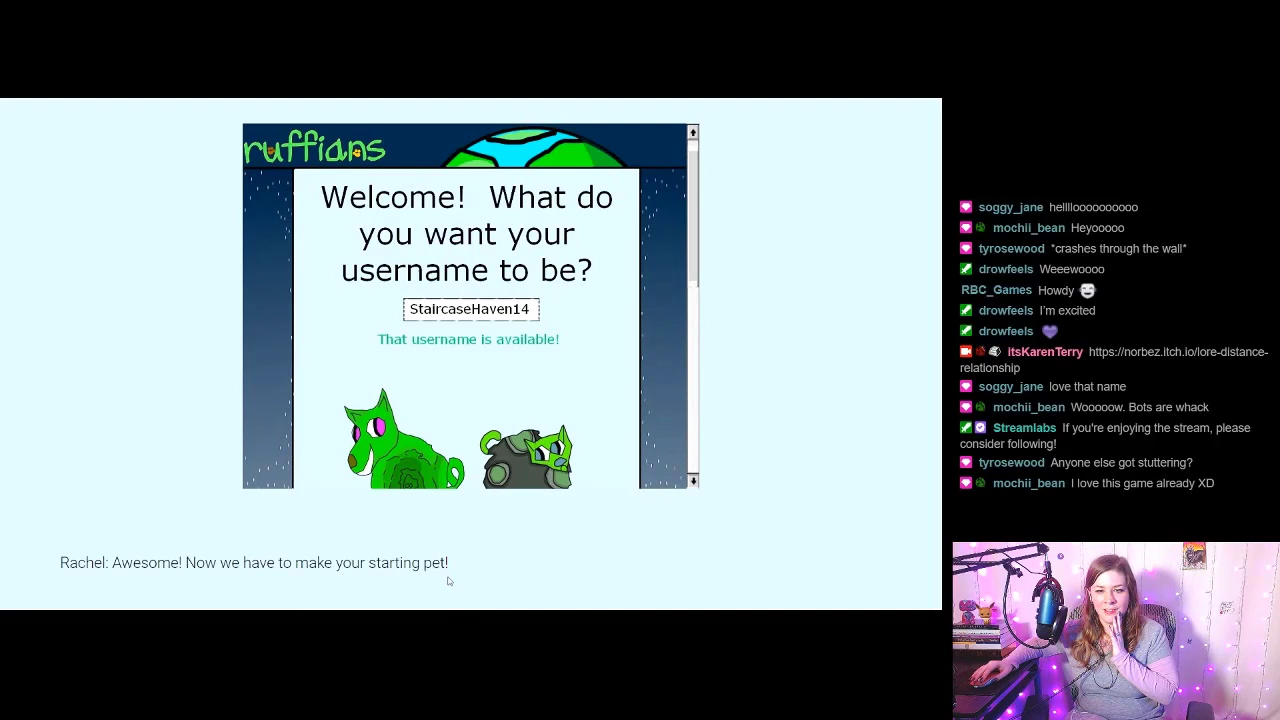 ruffians
Welcome! What do
you want your
username to be?
StaircaseHaven14
That username is available!
Rachel: Awesome! Now we have to make your starting pet!
soggy_jane helllloooooooooo
mochii_bean Heyooooo
tyrosewood *crashes through the wall*
drowfeels Weeewoooo
RBC_Games Howdy
drowfeels I'm excited
drowfeels
itsKarenTerry https://norbez.itch.io/lore-distance-
relationship
soggy_jane love that name
mochii_bean Wooooow. Bots are whack
Streamlabs If you're enjoying the stream, please
consider following!
tyrosewood Anyone else got stuttering?
mochii_bean I love this game already XD